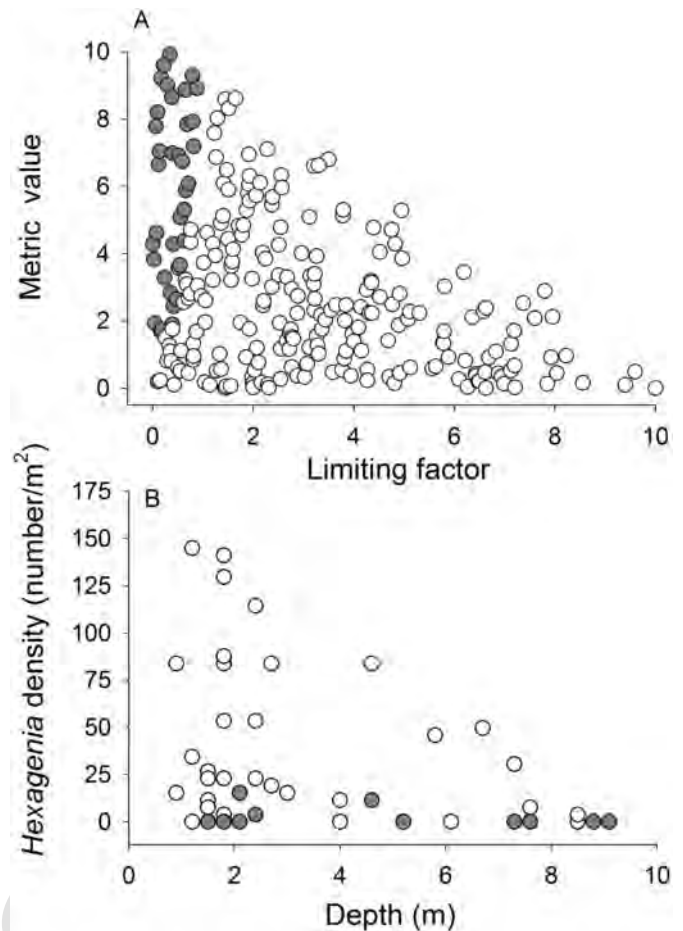 A
Metric value
10
8
6
4
2
0
0 2 4 6 8 10
Limiting factor
B
Hexagenia density (number/m²)
175
150
125
100
75
50
25
0
0 2 4 6 8 10
Depth (m)